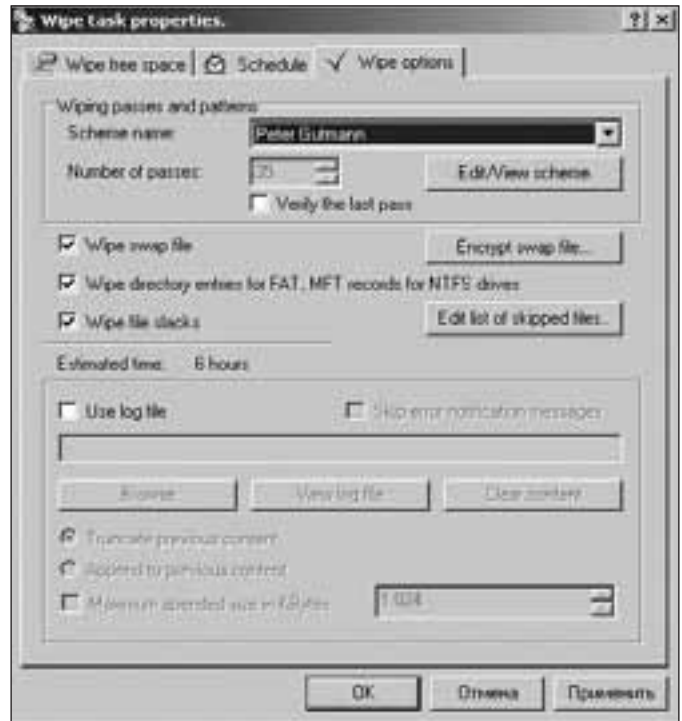 Wipe task properties.
Wipe free space
Schedule
Wipe options
Wiping passes and patterns
Scheme name:
Peter Gutmann
Number of passes:
35
Edit/View scheme
Verify the last pass
Wipe swap file
Encrypt swap file...
Wipe directory entries for FAT, MFT records for NTFS drives
Wipe file slacks
Edit list of skipped files...
Estimated time: 6 hours
Use log file
Skip error notification messages
Browse
View log file
Clear content
Truncate previous content
Append to previous content
Maximum size in KBytes
1 024
OK
Отмена
Применить